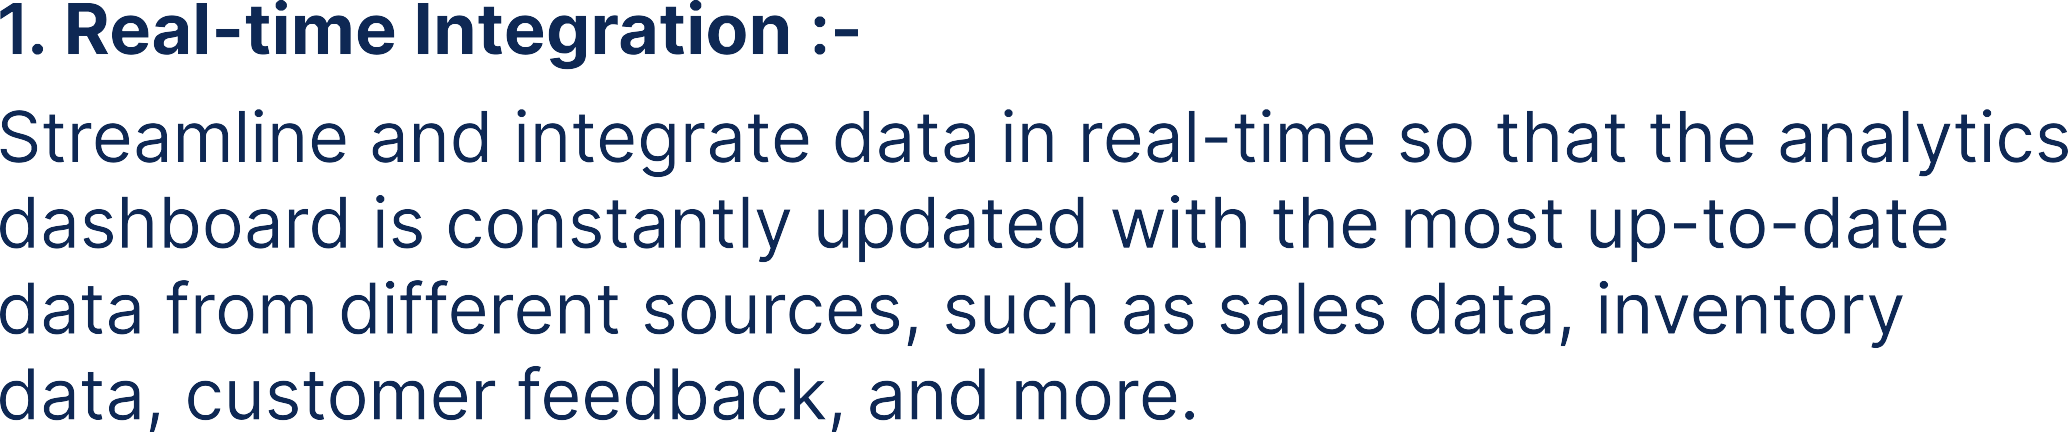 1. Real-time Integration :-
Streamline and integrate data in real-time so that the analytics
dashboard is constantly updated with the most up-to-date
data from different sources, such as sales data, inventory
data, customer feedback, and more.